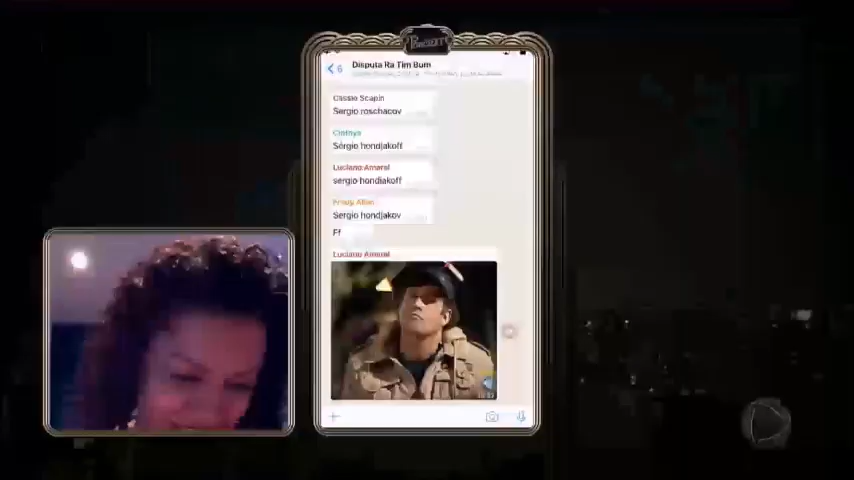 6
Disputa Ra Tim Bum
Cassio Scapin
Sergio roschacov
Cinthya
Sérgio hondjakoff
Luciano Amaral
sergio hondiakoff
Sergio hondjakov
Ff
Luciano Amaral